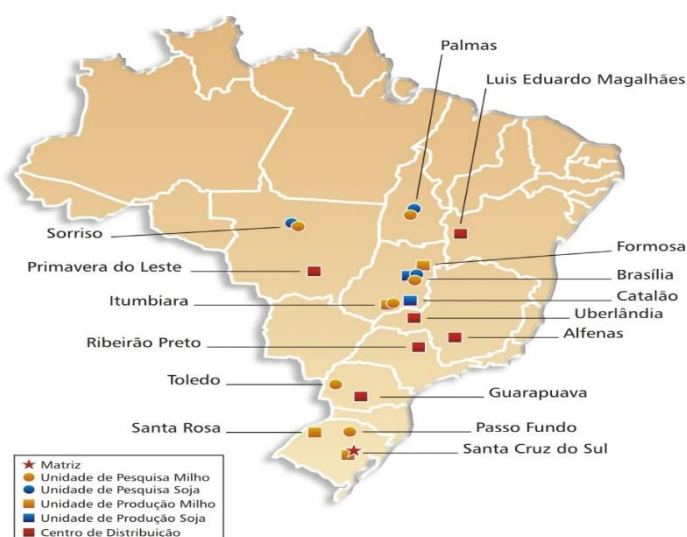 Palmas
Luis Eduardo Magalhães
Sorriso
Formosa
Primavera do Leste
Brasília
Itumbiara
Catalão
Uberlândia
Alfenas
Ribeirão Preto
Toledo
Guarapuava
Santa Rosa
Passo Fundo
Santa Cruz do Sul
Matriz
Unidade de Pesquisa Milho
Unidade de Pesquisa Soja
Unidade de Produção Milho
Unidade de Produção Soja
Centro de Distribuição